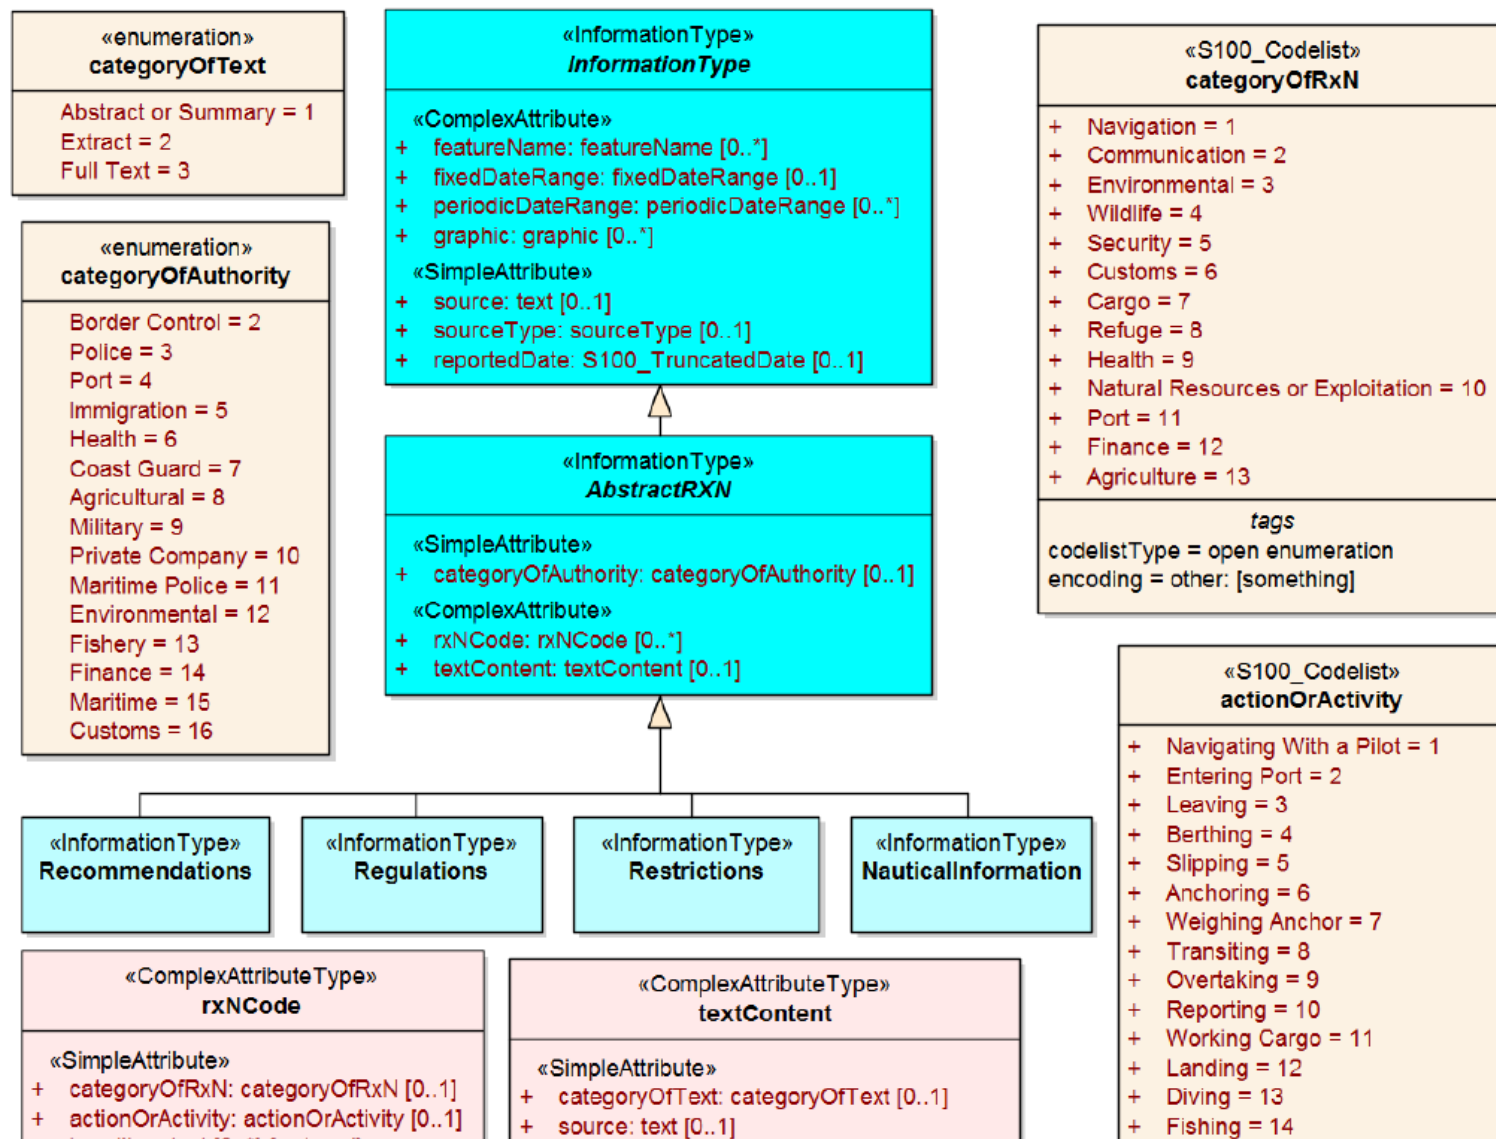 «enumeration»
categoryOfText
Abstract or Summary = 1
Extract = 2
Full Text = 3
«enumeration»
categoryOfAuthority
Border Control = 2
Police = 3
Port = 4
Immigration = 5
Health = 6
Coast Guard = 7
Agricultural = 8
Military = 9
Private Company = 10
Maritime Police = 11
Environmental = 12
Fishery = 13
Finance = 14
Maritime = 15
Customs = 16
«InformationType»
InformationType
«ComplexAttribute»
+ featureName: featureName [0..*]
+ fixedDateRange: fixedDateRange [0..1]
+ periodicDateRange: periodicDateRange [0..*]
+ graphic: graphic [0..*]
«SimpleAttribute»
+ source: text [0..1]
+ sourceType: sourceType [0..1]
+ reportedDate: S100_TruncatedDate [0..1]
«InformationType»
AbstractRXN
«SimpleAttribute»
+ categoryOfAuthority: categoryOfAuthority [0..1]
«ComplexAttribute»
+ rxNCode: rxNCode [0..*]
+ textContent: textContent [0..1]
«S100_Codelist»
categoryOfRxN
+ Navigation = 1
+ Communication = 2
+ Environmental = 3
+ Wildlife = 4
+ Security = 5
+ Customs = 6
+ Cargo = 7
+ Refuge = 8
+ Health = 9
+ Natural Resources or Exploitation = 10
+ Port = 11
+ Finance = 12
+ Agriculture = 13
tags
codelistType = open enumeration
encoding = other: [something]
«S100_Codelist»
actionOrActivity
+ Navigating With a Pilot = 1
+ Entering Port = 2
+ Leaving = 3
+ Berthing = 4
+ Slipping = 5
+ Anchoring = 6
+ Weighing Anchor = 7
+ Transiting = 8
+ Overtaking = 9
+ Reporting = 10
+ Working Cargo = 11
+ Landing = 12
+ Diving = 13
+ Fishing = 14
«InformationType»
Recommendations
«InformationType»
Regulations
«InformationType»
Restrictions
«InformationType»
NauticalInformation
«ComplexAttributeType»
rxNCode
«SimpleAttribute»
+ categoryOfRxN: categoryOfRxN [0..1]
+ actionOrActivity: actionOrActivity [0..1]
«ComplexAttributeType»
textContent
«SimpleAttribute»
+ categoryOfText: categoryOfText [0..1]
+ source: text [0..1]